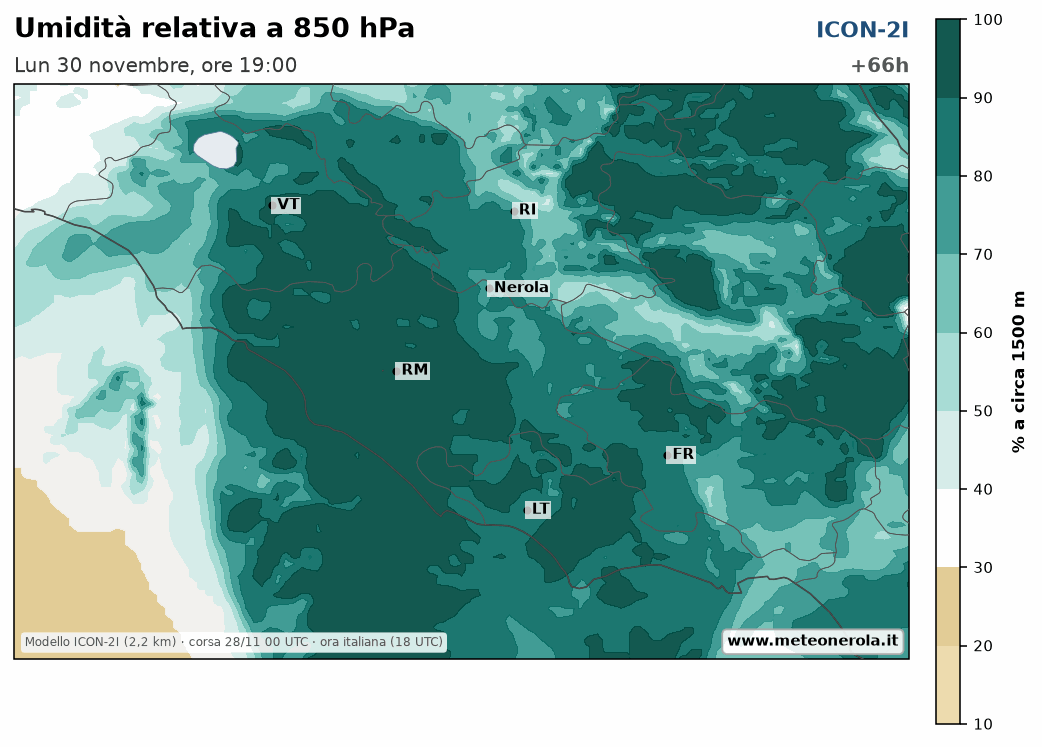 Umidità relativa a 850 hPa
ICON-2I
Lun 30 novembre, ore 19:00
+66h
100
90
80
70
60
50
40
30
20
10
% a circa 1500 m
VT
RI
Nerola
RM
FR
LT
Modello ICON-2I (2,2 km) · corsa 28/11 00 UTC · ora italiana (18 UTC)
www.meteonerola.it